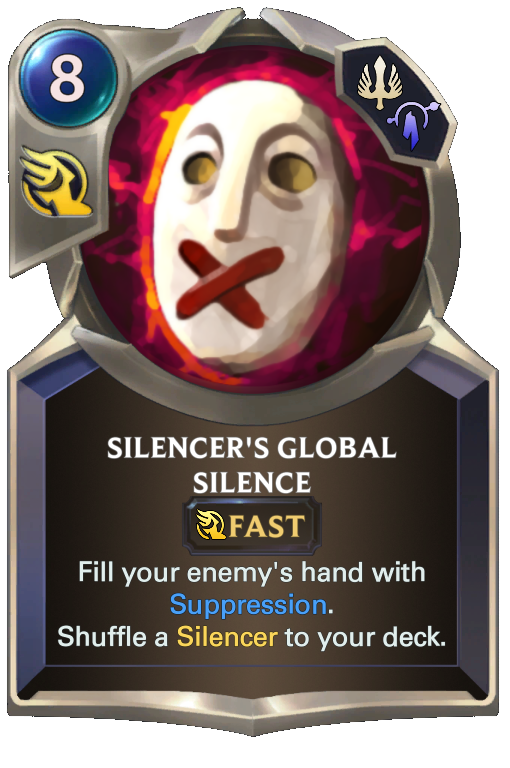 8
SILENCER'S GLOBAL
SILENCE
FAST
Fill your enemy's hand with
Suppression.
Shuffle a Silencer to your deck.